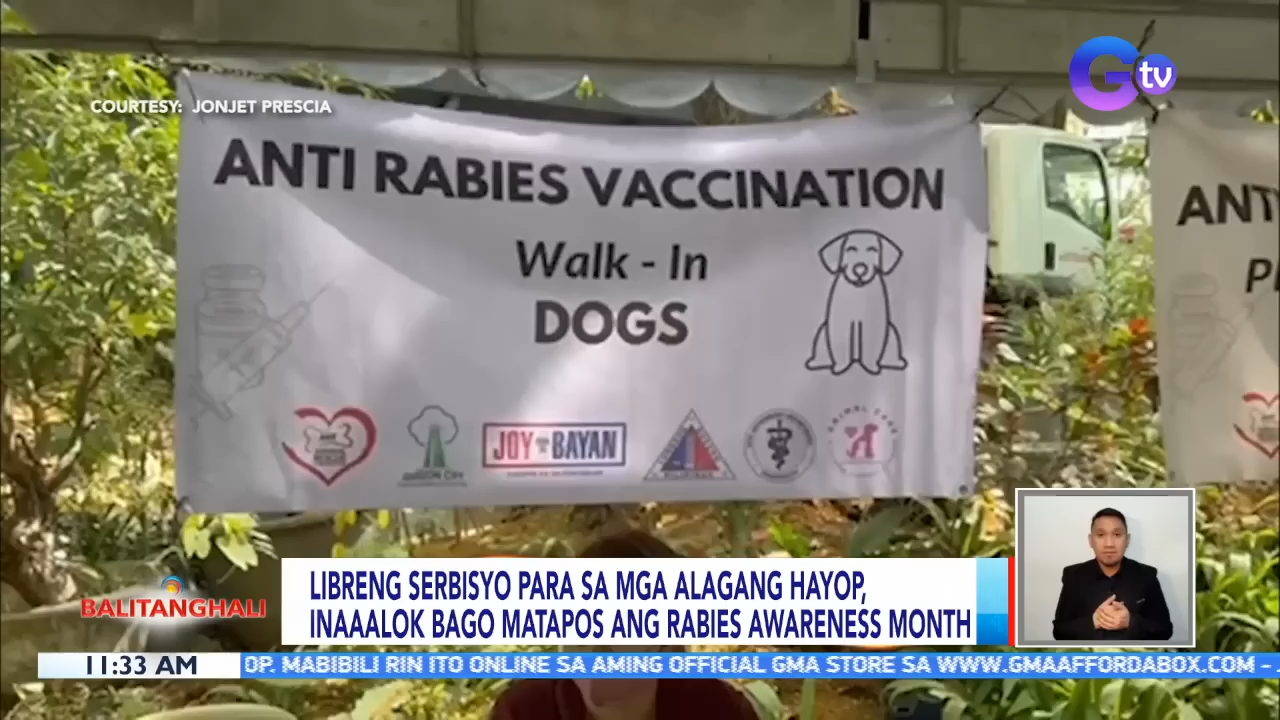 COURTESY: JONJET PRESCIA
Gtv
ANTI RABIES VACCINATION
Walk - In
DOGS
JOY BAYAN
ANT
P
LIBRENG SERBISYO PARA SA MGA ALAGANG HAYOP,
INAAALOK BAGO MATAPOS ANG RABIES AWARENESS MONTH
BALITANGHALI
11:33 AM
OP. MABIBILI RIN ITO ONLINE SA AMING OFFICIAL GMA STORE SA WWW.GMAAFFORDABOX.COM -